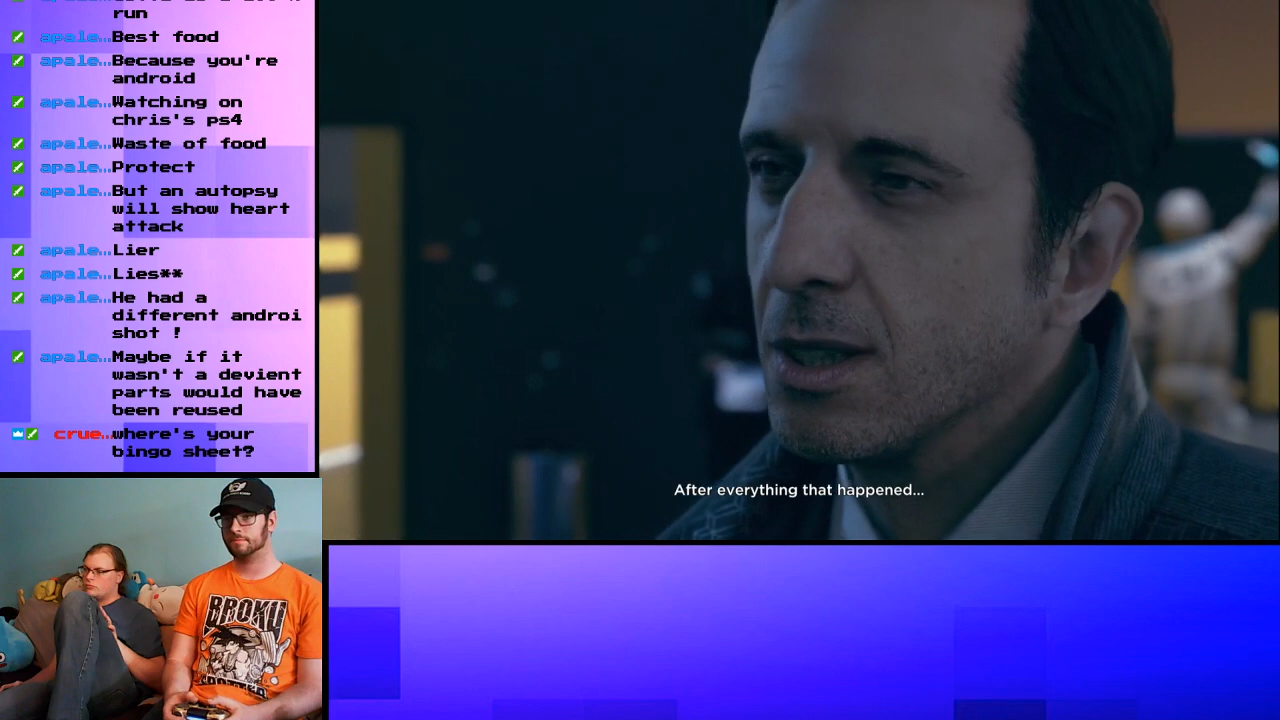 run
apale...Best food
apale...Because you're
android
apale...Watching on
chris's ps4
apale...Waste of food
apale...Protect
apale...But an autopsy
will show heart
attack
apale...Lier
apale...Lies**
apale...He had a
different androi
shot !
apale...Maybe if it
wasn't a devient
parts would have
been reused
crue...where's your
bingo sheet?
After everything that happened...
BROKU